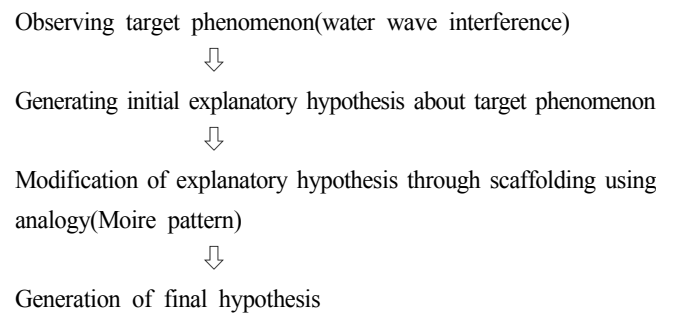 Observing target phenomenon(water wave interference)
⇩
Generating initial explanatory hypothesis about target phenomenon
⇩
Modification of explanatory hypothesis through scaffolding using
analogy(Moire pattern)
⇩
Generation of final hypothesis